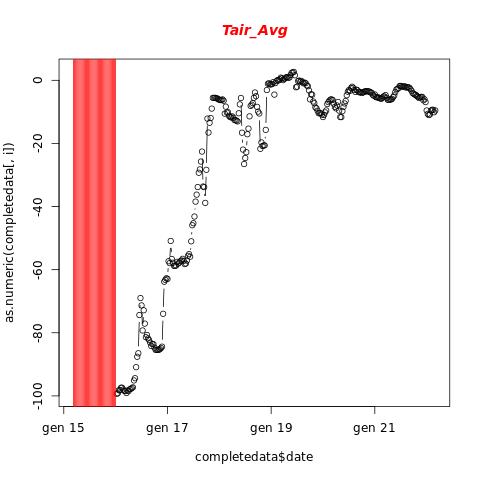 Tair_Avg
as.numeric(completedata[, i])
0
-20
-40
-60
-80
-100
gen 15
gen 17
gen 19
gen 21
completedata$date